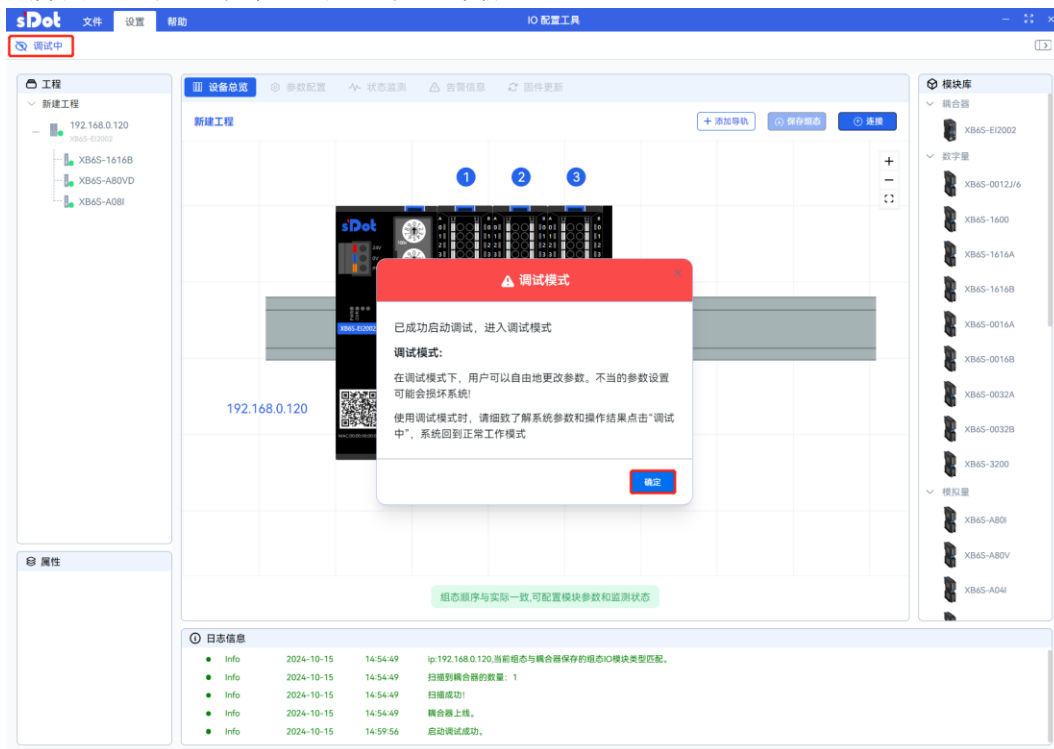 sDot 文件 设置 帮助 IO 配置工具
调试中
工程
新建工程
192.168.0.120
XB6S-EI2002
XB6S-1616B
XB6S-A80VD
XB6S-A08I
属性
设备总览 参数配置 状态监测 告警信息 固件更新
新建工程 + 添加导轨 保存组态 连接
1 2 3
sDot
24V
0V
XB6S-EI2002
192.168.0.120
调试模式
已成功启动调试，进入调试模式
调试模式：
在调试模式下，用户可以自由地更改参数。不当的参数设置
可能会损坏系统!
使用调试模式时，请细致了解系统参数和操作结果点击“调试
中”，系统回到正常工作模式
确定
组态顺序与实际一致,可配置模块参数和监测状态
模块库
耦合器
XB6S-EI2002
数字量
XB6S-0012J/6
XB6S-1600
XB6S-1616A
XB6S-1616B
XB6S-0016A
XB6S-0016B
XB6S-0032A
XB6S-0032B
XB6S-3200
模拟量
XB6S-A80I
XB6S-A80V
XB6S-A04I
日志信息
Info 2024-10-15 14:54:49 ip:192.168.0.120,当前组态与耦合器保存的组态IO模块类型匹配。
Info 2024-10-15 14:54:49 扫描到耦合器的数量：1
Info 2024-10-15 14:54:49 扫描成功!
Info 2024-10-15 14:54:49 耦合器上线。
Info 2024-10-15 14:59:56 启动调试成功。